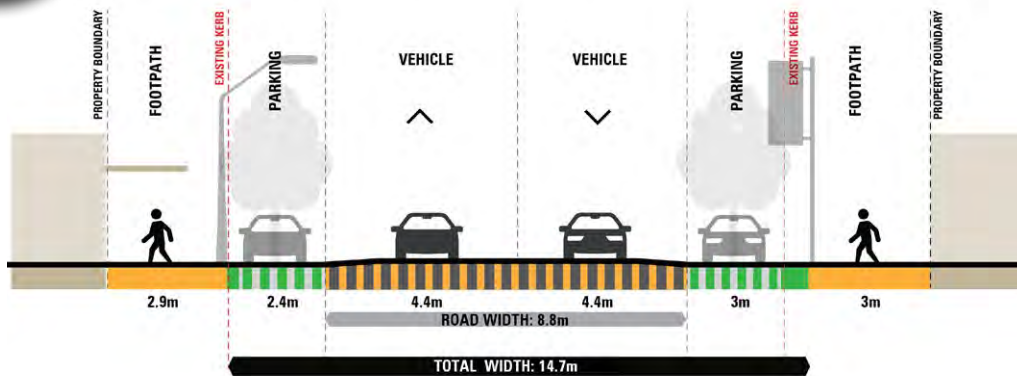 PROPERTY BOUNDARY
FOOTPATH
EXISTING KERB
PARKING
VEHICLE
VEHICLE
PARKING
EXISTING KERB
FOOTPATH
PROPERTY BOUNDARY
2.9m
2.4m
4.4m
4.4m
3m
3m
ROAD WIDTH: 8.8m
TOTAL WIDTH: 14.7m